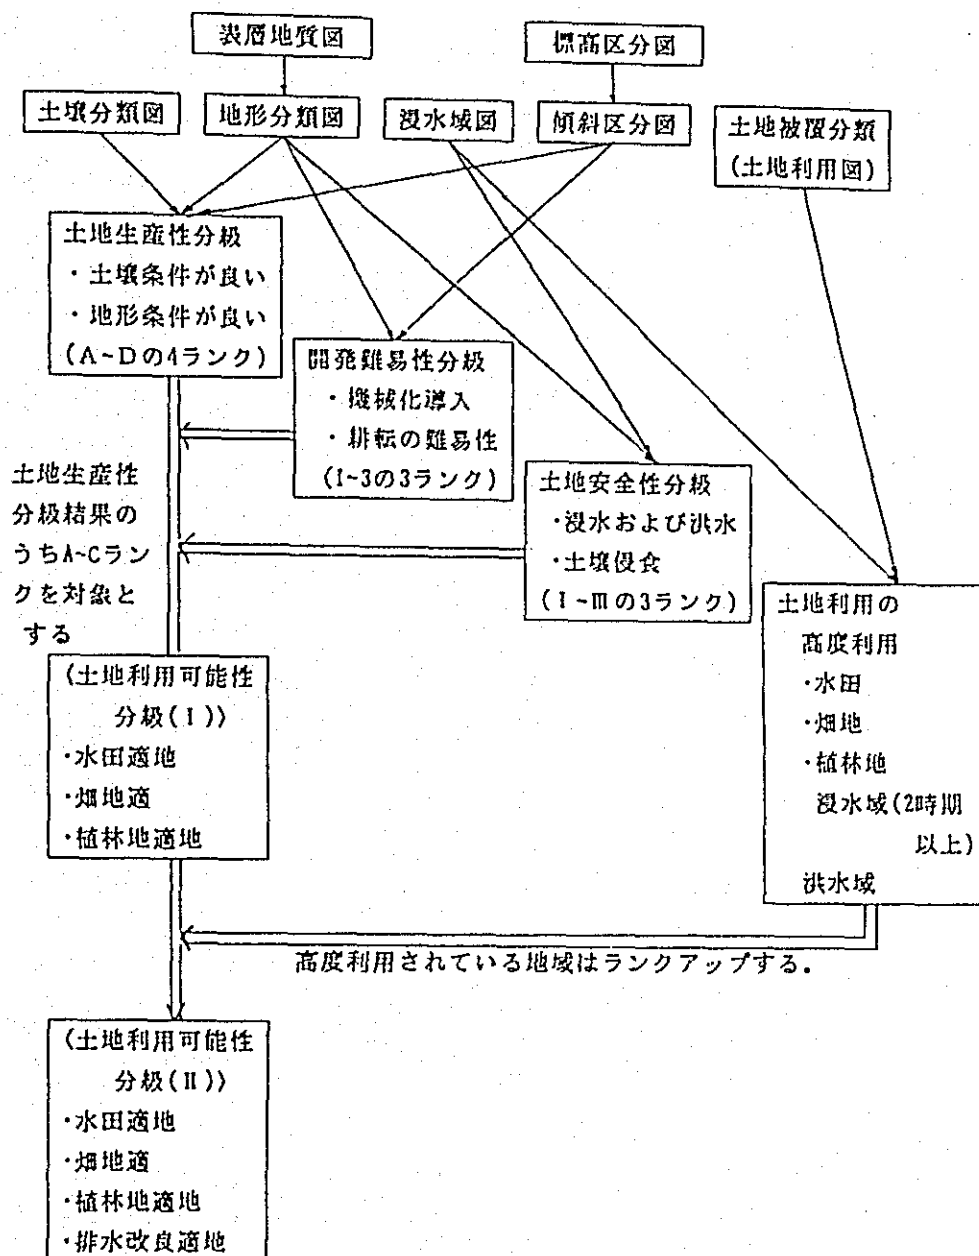 表層地質図
標高区分図
土壌分類図
地形分類図
浸水域図
傾斜区分図
土地被覆分類
(土地利用図)
土地生産性分級
・土壌条件が良い
・地形条件が良い
(A~Dの4ランク)
開発難易性分級
・機械化導入
・耕転の難易性
(1~3の3ランク)
土地生産性
分級結果の
うちA~Cラン
クを対象と
する
土地安全性分級
・浸水および洪水
・土壌侵食
(I~Ⅲの3ランク)
土地利用の
高度利用
・水田
・畑地
・植林地
浸水域(2時期
以上)
洪水域
(土地利用可能性
分級(I))
・水田適地
・畑地適
・植林地適地
高度利用されている地域はランクアップする.
(土地利用可能性
分級(II))
・水田適地
・畑地適
・植林地適地
・排水改良適地